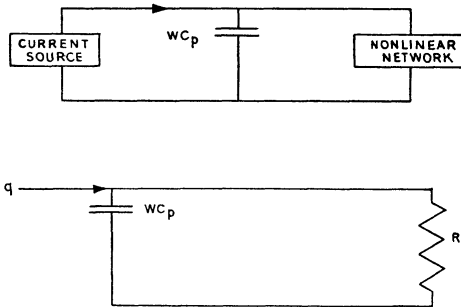 WCp
CURRENT
SOURCE
NONLINEAR
NETWORK
q
WCp
R